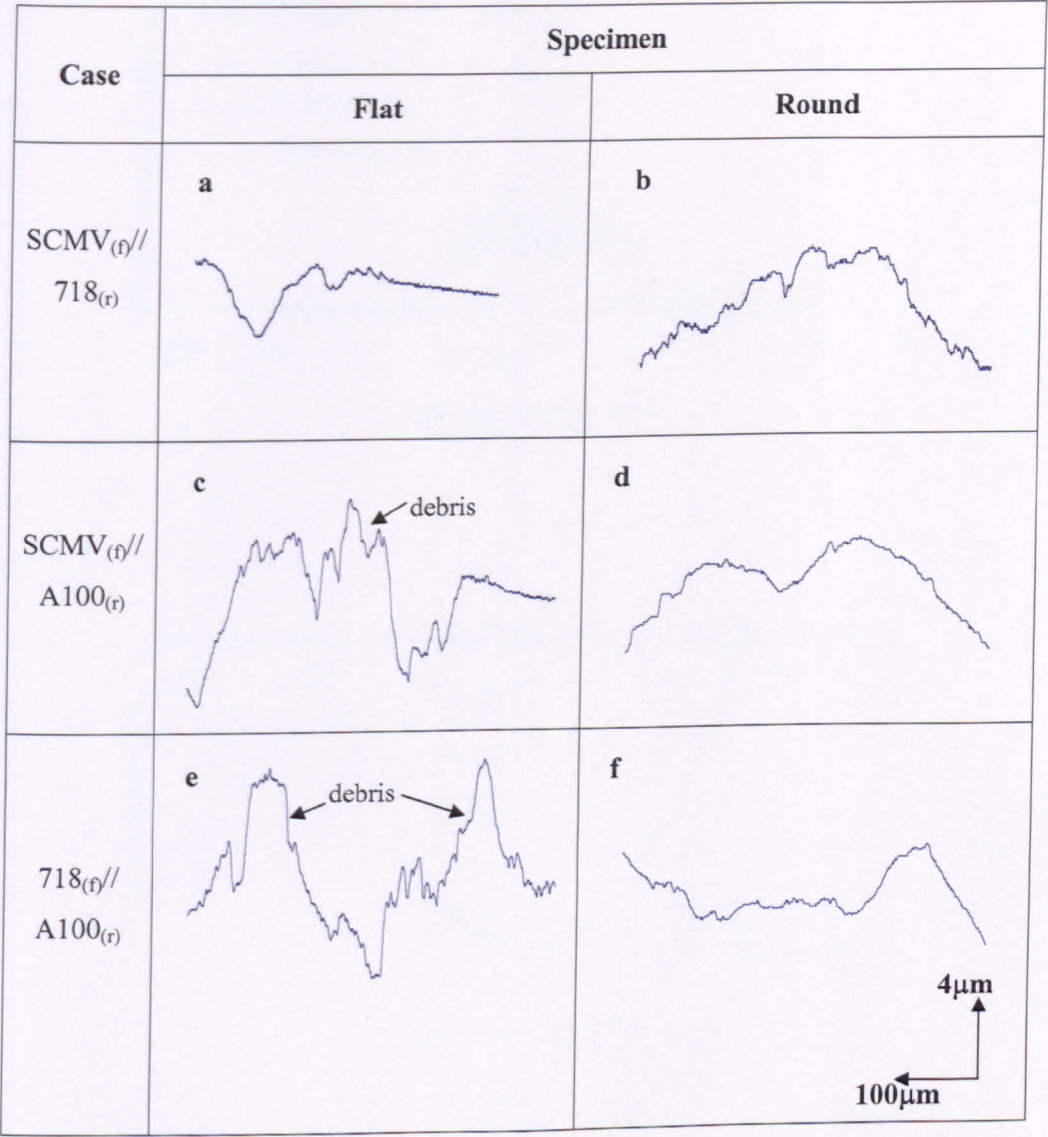 Case
Specimen
Flat
Round
SCMV(f)//
718(r)
a
b
SCMV(f)//
A100(r)
c
debris
d
718(f)//
A100(r)
e
debris
f
4μm
100μm